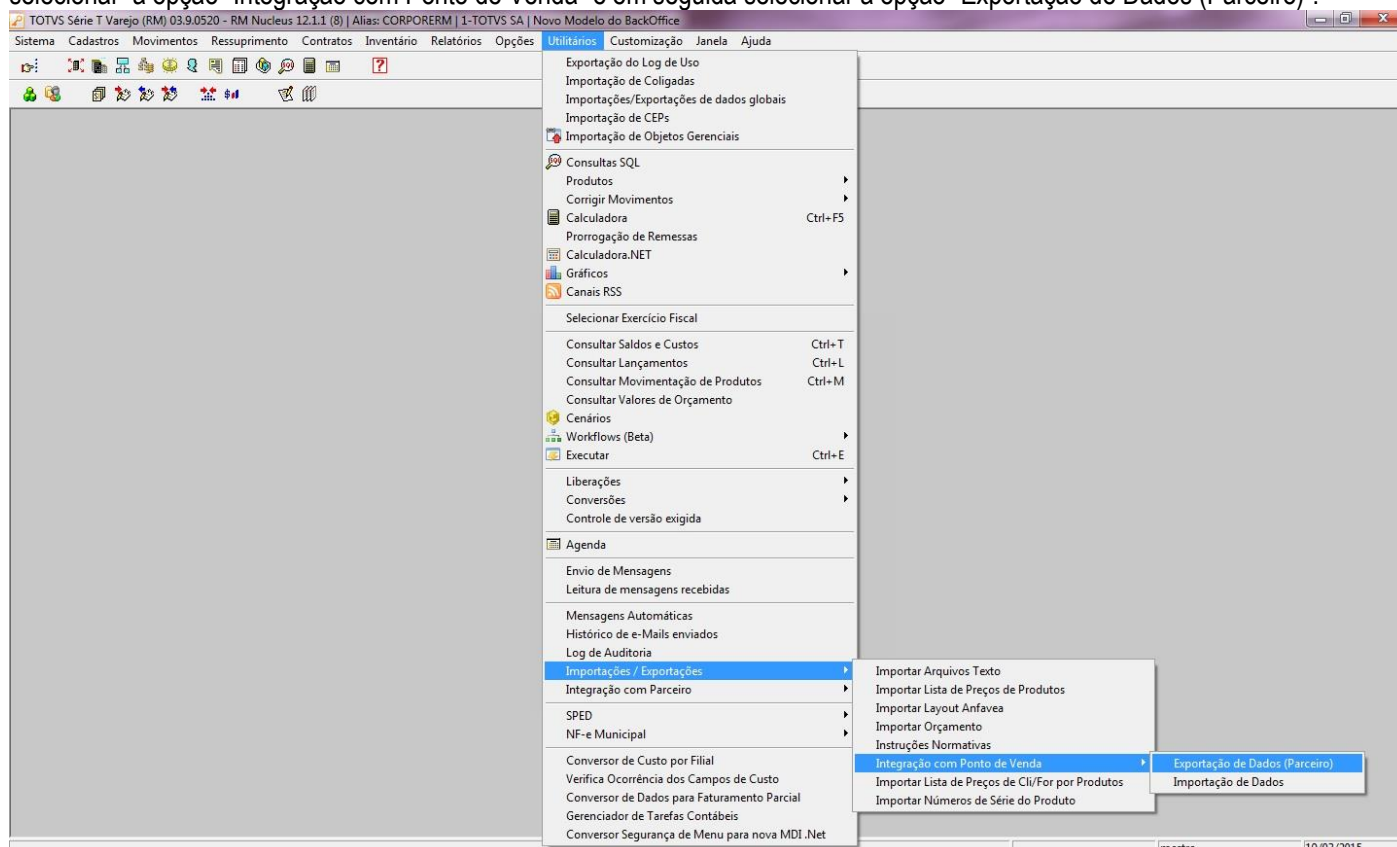 selecionar a opção "Integração com Ponto de Venda" e em seguida selecionar a opção "Exportação de Dados (Parceiro)".
TOTVS Série T Varejo (RM) 03.9.0520 - RM Nucleus 12.1.1 (8) | Alias: CORPORERM | 1-TOTVS SA | Novo Modelo do BackOffice
Sistema Cadastros Movimentos Ressuprimento Contratos Inventário Relatórios Opções Utilitários Customização Janela Ajuda
Exportação do Log de Uso
Importação de Coligadas
Importações/Exportações de dados globais
Importação de CEPs
Importação de Objetos Gerenciais
Consultas SQL
Produtos
Corrigir Movimentos
Calculadora Ctrl+F5
Prorrogação de Remessas
Calculadora.NET
Gráficos
Canais RSS
Selecionar Exercício Fiscal
Consultar Saldos e Custos Ctrl+T
Consultar Lançamentos Ctrl+L
Consultar Movimentação de Produtos Ctrl+M
Consultar Valores de Orçamento
Cenários
Workflows (Beta)
Executar Ctrl+E
Liberações
Conversões
Controle de versão exigida
Agenda
Envio de Mensagens
Leitura de mensagens recebidas
Mensagens Automáticas
Histórico de e-Mails enviados
Log de Auditoria
Importações / Exportações
Integração com Parceiro
SPED
NF-e Municipal
Conversor de Custo por Filial
Verifica Ocorrência dos Campos de Custo
Conversor de Dados para Faturamento Parcial
Gerenciador de Tarefas Contábeis
Conversor Segurança de Menu para nova MDI .Net
Importar Arquivos Texto
Importar Lista de Preços de Produtos
Importar Layout Anfavea
Importar Orçamento
Instruções Normativas
Integração com Ponto de Venda
Importar Lista de Preços de Cli/For por Produtos
Importar Números de Série do Produto
Exportação de Dados (Parceiro)
Importação de Dados
mestre 10/02/2015